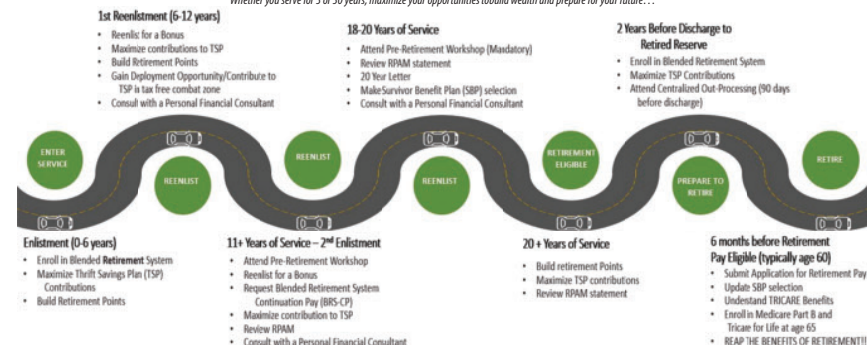 Whether you serve for 3 or 30 years, maximize your opportunities to build wealth and prepare for your future…
1st Reenlistment (6-12 years)
• Reenlist for a Bonus
• Maximize contributions to TSP
• Build Retirement Points
• Gain Deployment Opportunity/Contribute to
TSP is tax free combat zone
• Consult with a Personal Financial Consultant
18-20 Years of Service
• Attend Pre-Retirement Workshop (Mandatory)
• Review RPAM statement
• 20 Year Letter
• MakeSurvivor Benefit Plan (SBP) selection
• Consult with a Personal Financial Consultant
2 Years Before Discharge to
Retired Reserve
• Enroll in Blended Retirement System
• Maximize TSP Contributions
• Attend Centralized Out-Processing (90 days
before discharge)
ENTER
SERVICE
REENLIST
REENLIST
REENLIST
RETIREMENT
ELIGIBLE
PREPARE TO
RETIRE
RETIRE
Enlistment (0-6 years)
• Enroll in Blended Retirement System
• Maximize Thrift Savings Plan (TSP)
Contributions
• Build Retirement Points
11+ Years of Service – 2nd Enlistment
• Attend Pre-Retirement Workshop
• Reenlist for a Bonus
• Request Blended Retirement System
Continuation Pay (BRS-CP)
• Maximize contribution to TSP
• Review RPAM
• Consult with a Personal Financial Consultant
20 + Years of Service
• Build retirement Points
• Maximize TSP contributions
• Review RPAM statement
6 months before Retirement
Pay Eligible (typically age 60)
• Submit Application for Retirement Pay
• Update SBP selection
• Understand TRICARE Benefits
• Enroll in Medicare Part B and
Tricare for Life at age 65
• REAP THE BENEFITS OF RETIREMENT!!